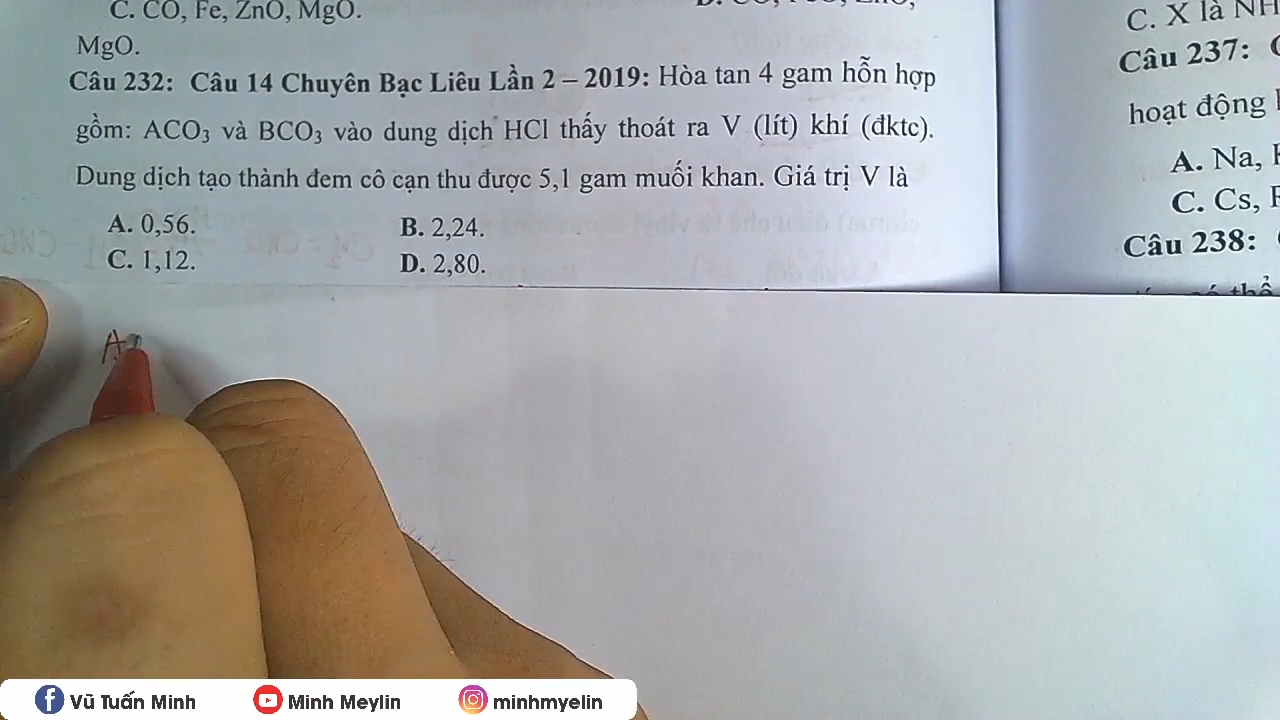 C. CO, Fe, ZnO, MgO.
MgO.
Câu 232: Câu 14 Chuyên Bạc Liêu Lần 2 – 2019: Hòa tan 4 gam hỗn hợp
gồm: ACO₃ và BCO₃ vào dung dịch HCl thấy thoát ra V (lít) khí (đktc).
Dung dịch tạo thành đem cô cạn thu được 5,1 gam muối khan. Giá trị V là
A. 0,56. B. 2,24.
C. 1,12. D. 2,80.
A
C. X là NH
Câu 237:
hoạt động
A. Na,
C. Cs,
Câu 238:
Vũ Tuấn Minh Minh Meylin minhmyelin